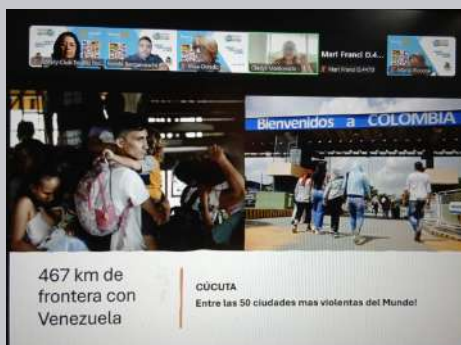 Mari Franci D.4...
Bienvenidos a COLOMBIA
467 km de
frontera con
Venezuela
CÚCUTA
Entre las 50 ciudades mas violentas del Mundo!